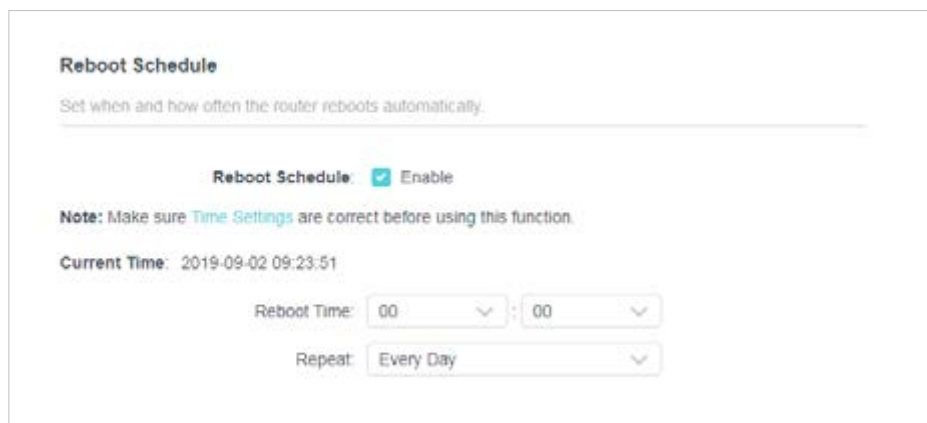 Reboot Schedule
Set when and how often the router reboots automatically.
Reboot Schedule: Enable
Note: Make sure Time Settings are correct before using this function.
Current Time: 2019-09-02 09:23:51
Reboot Time: 00 : 00
Repeat: Every Day